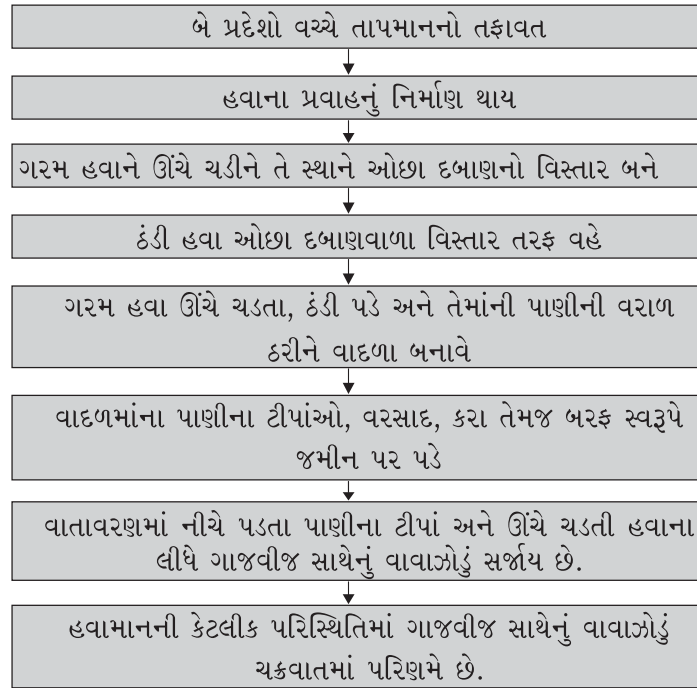 બે પ્રદેશો વચ્ચે તાપમાનનો તફાવત
હવાના પ્રવાહનું નિર્માણ થાય
ગરમ હવાને ઊંચે ચડીને તે સ્થાને ઓછા દબાણનો વિસ્તાર બને
ઠંડી હવા ઓછા દબાણવાળા વિસ્તાર તરફ વહે
ગરમ હવા ઊંચે ચડતા, ઠંડી પડે અને તેમાંની પાણીની વરાળ
ઠરીને વાદળા બનાવે
વાદળમાંના પાણીના ટીપાંઓ, વરસાદ, કરા તેમજ બરફ સ્વરૂપે
જમીન પર પડે
વાતાવરણમાં નીચે પડતા પાણીના ટીપાં અને ઊંચે ચડતી હવાના
લીધે ગાજવીજ સાથેનું વાવાઝોડું સર્જાય છે.
હવામાનની કેટલીક પરિસ્થિતિમાં ગાજવીજ સાથેનું વાવાઝોડું
ચક્રવાતમાં પરિણમે છે.